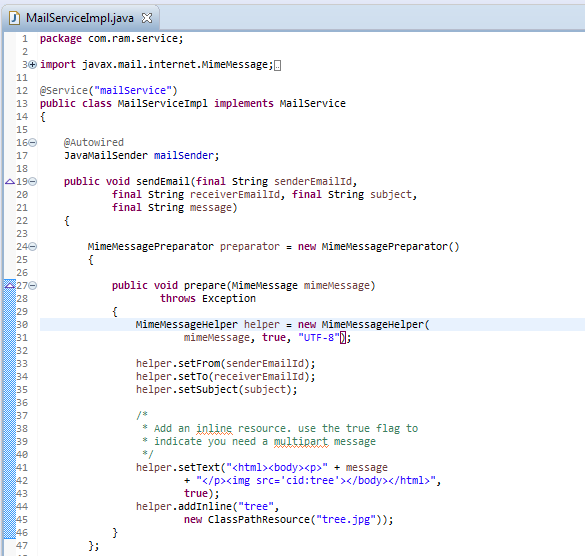 MailServiceImpl.java
1 package com.ram.service;
2
3 import javax.mail.internet.MimeMessage;
11
12 @Service("mailService")
13 public class MailServiceImpl implements MailService
14 {
15
16 @Autowired
17 JavaMailSender mailSender;
18
19 public void sendEmail(final String senderEmailId,
20 final String receiverEmailId, final String subject,
21 final String message)
22 {
23
24 MimeMessagePreparator preparator = new MimeMessagePreparator()
25 {
26
27 public void prepare(MimeMessage mimeMessage)
28 throws Exception
29 {
30 MimeMessageHelper helper = new MimeMessageHelper(
31 mimeMessage, true, "UTF-8");
32
33 helper.setFrom(senderEmailId);
34 helper.setTo(receiverEmailId);
35 helper.setSubject(subject);
36
37 /*
38 * Add an inline resource. use the true flag to
39 * indicate you need a multipart message
40 */
41 helper.setText("<html><body><p>" + message
42 + "</p><img src='cid:tree'></body></html>",
43 true);
44 helper.addInline("tree",
45 new ClassPathResource("tree.jpg"));
46 }
47 };